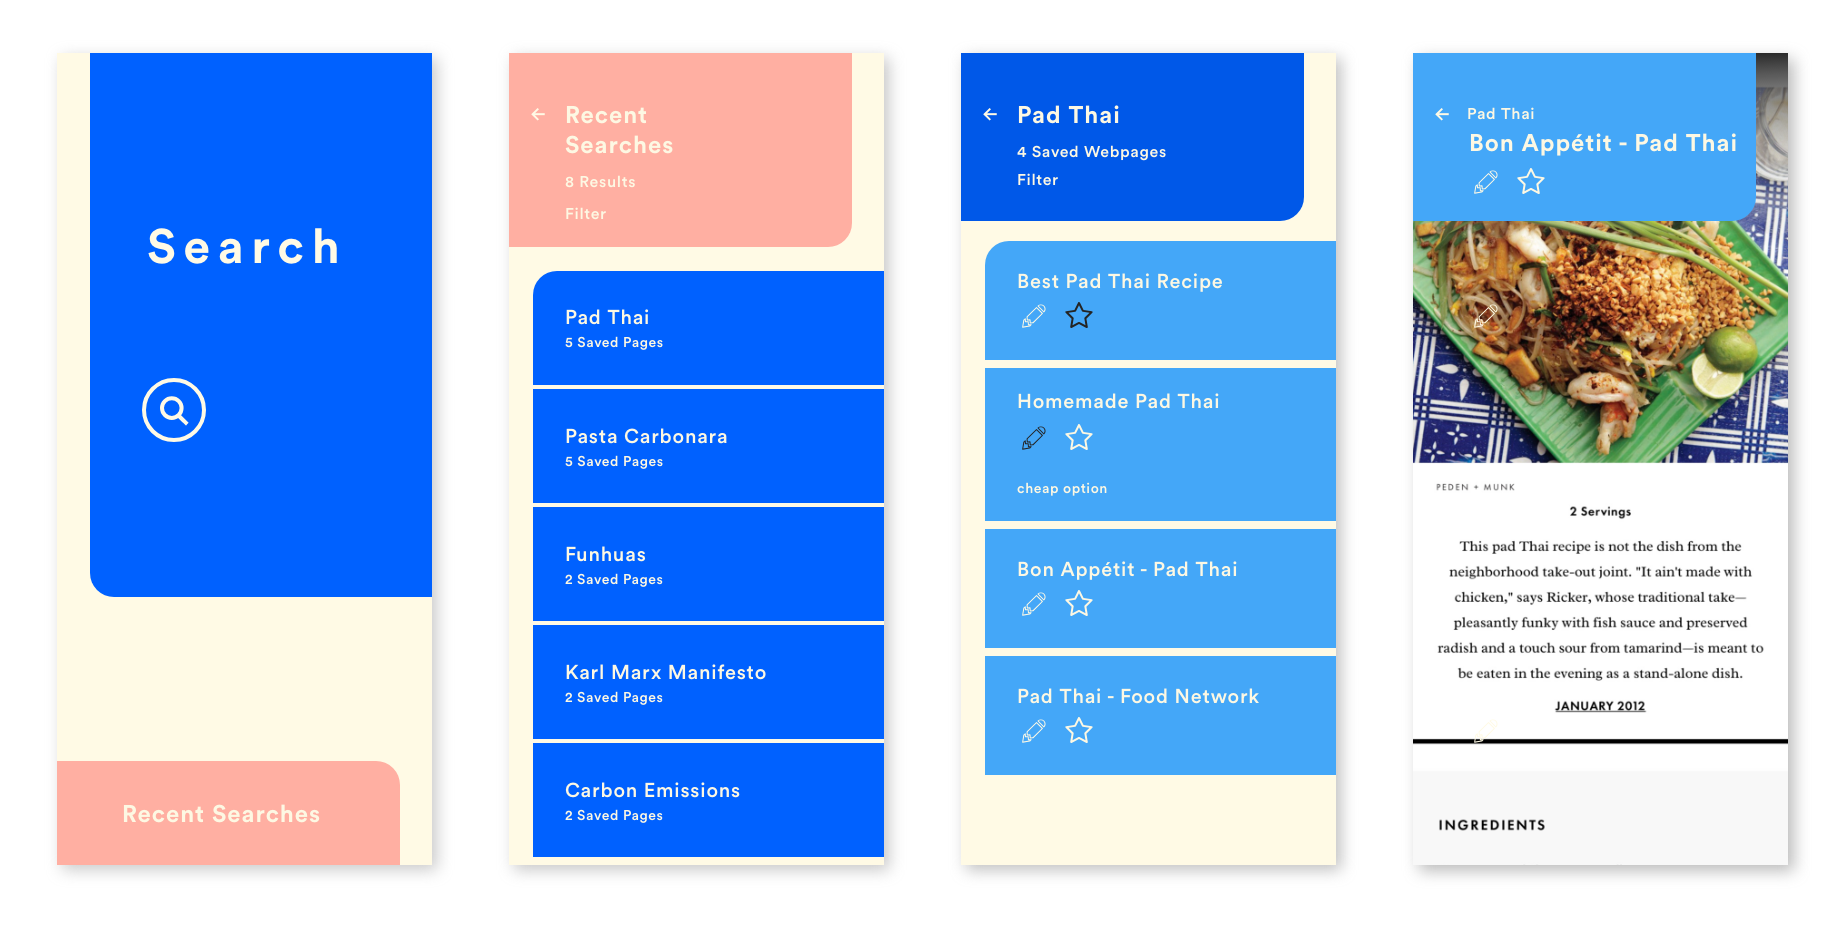 Search
Recent Searches
Recent
Searches
8 Results
Filter
Pad Thai
5 Saved Pages
Pasta Carbonara
5 Saved Pages
Funhuas
2 Saved Pages
Karl Marx Manifesto
2 Saved Pages
Carbon Emissions
2 Saved Pages
Pad Thai
4 Saved Webpages
Filter
Best Pad Thai Recipe
Homemade Pad Thai
cheap option
Bon Appétit - Pad Thai
Pad Thai - Food Network
Pad Thai
Bon Appétit - Pad Thai
PEDEN + MUNK
2 Servings
This pad Thai recipe is not the dish from the
neighborhood take-out joint. "It ain't made with
chicken," says Ricker, whose traditional take—
pleasantly funky with fish sauce and preserved
radish and a touch sour from tamarind—is meant to
be eaten in the evening as a stand-alone dish.
JANUARY 2012
INGREDIENTS